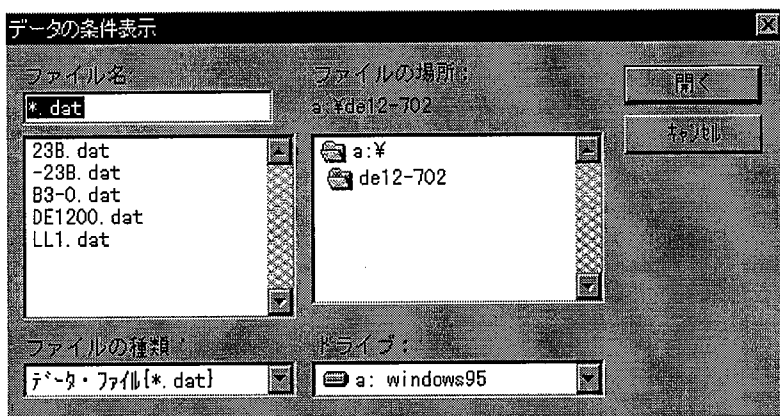 データの条件表示
ファイル名:
*.dat
23B.dat
-23B.dat
B3-0.dat
DE1200.dat
LL1.dat
ファイルの種類:
ﾃﾞｰﾀ・ﾌｧｲﾙ{*.dat}
ファイルの場所:
a:¥de12-702
a:¥
de12-702
ドライブ:
a: windows95
開く
ｷｬﾝｾﾙ